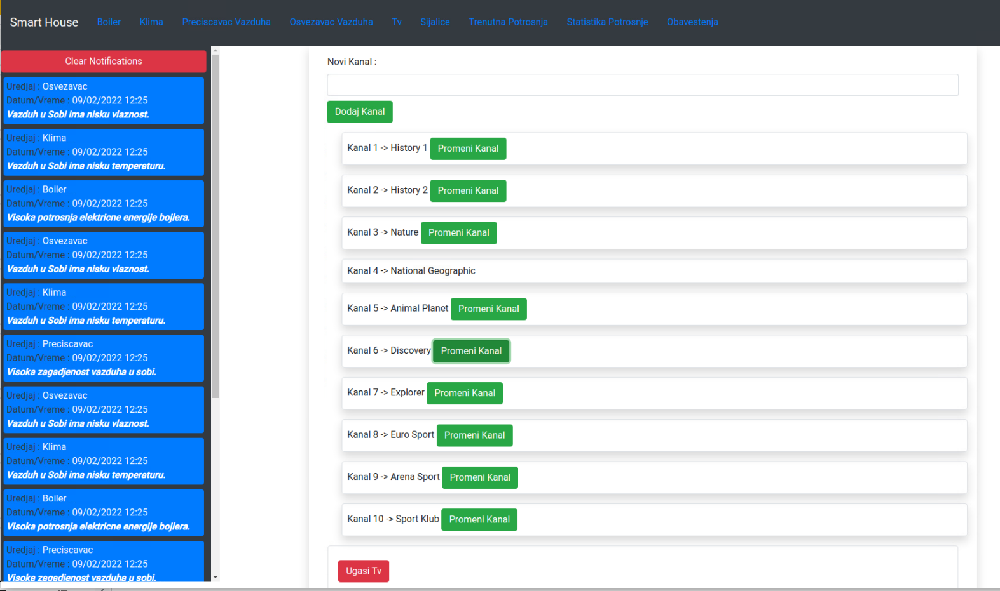 Smart House Boiler Klima Preciscavac Vazduha Osvezavac Vazduha Tv Sijalice Trenutna Potrosnja Statistika Potrosnje Obavestenja
Clear Notifications
Uredjaj : Osvezavac
Datum/Vreme : 09/02/2022 12:25
Vazduh u Sobi ima nisku vlaznost.
Uredjaj : Klima
Datum/Vreme : 09/02/2022 12:25
Vazduh u Sobi ima nisku temperaturu.
Uredjaj : Boiler
Datum/Vreme : 09/02/2022 12:25
Visoka potrosnja elektricne energije bojlera.
Uredjaj : Osvezavac
Datum/Vreme : 09/02/2022 12:25
Vazduh u Sobi ima nisku vlaznost.
Uredjaj : Klima
Datum/Vreme : 09/02/2022 12:25
Vazduh u Sobi ima nisku temperaturu.
Uredjaj : Preciscavac
Datum/Vreme : 09/02/2022 12:25
Visoka zagadjenost vazduha u sobi.
Uredjaj : Osvezavac
Datum/Vreme : 09/02/2022 12:25
Vazduh u Sobi ima nisku vlaznost.
Uredjaj : Klima
Datum/Vreme : 09/02/2022 12:25
Vazduh u Sobi ima nisku temperaturu.
Uredjaj : Boiler
Datum/Vreme : 09/02/2022 12:25
Visoka potrosnja elektricne energije bojlera.
Uredjaj : Preciscavac
Datum/Vreme : 09/02/2022 12:25
Visoka zagadjenost vazduha u sobi.
Novi Kanal :
Dodaj Kanal
Kanal 1 -> History 1 Promeni Kanal
Kanal 2 -> History 2 Promeni Kanal
Kanal 3 -> Nature Promeni Kanal
Kanal 4 -> National Geographic
Kanal 5 -> Animal Planet Promeni Kanal
Kanal 6 -> Discovery Promeni Kanal
Kanal 7 -> Explorer Promeni Kanal
Kanal 8 -> Euro Sport Promeni Kanal
Kanal 9 -> Arena Sport Promeni Kanal
Kanal 10 -> Sport Klub Promeni Kanal
Ugasi Tv